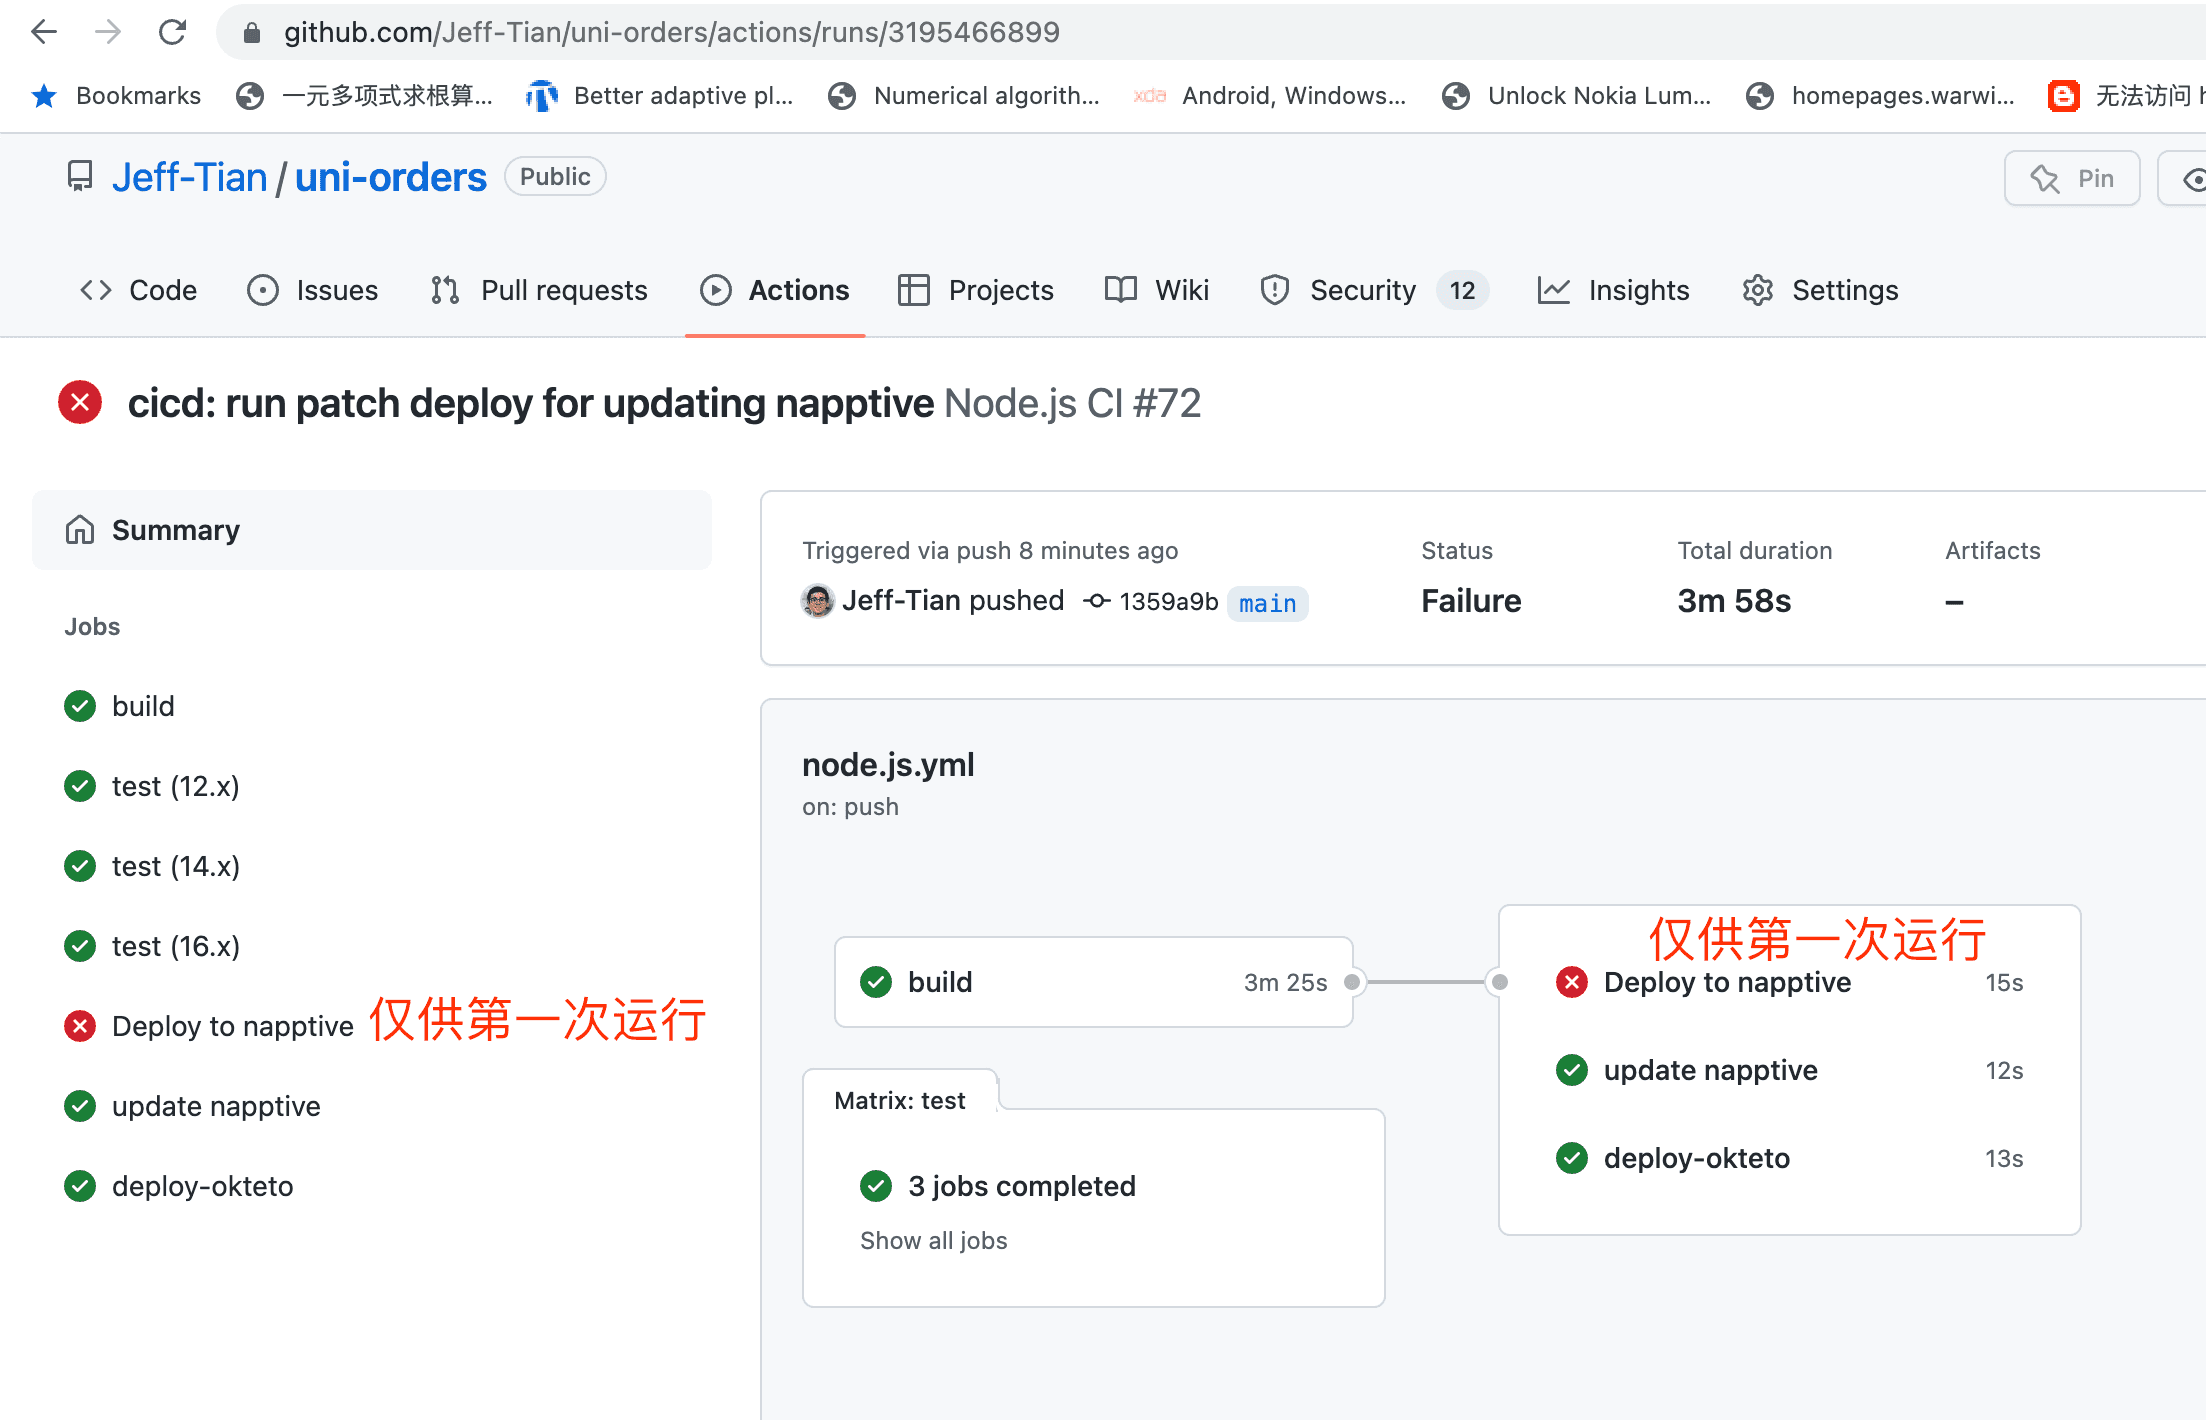 github.com/Jeff-Tian/uni-orders/actions/runs/3195466899
Bookmarks 一元多项式求根算... Better adaptive pl... Numerical algorith... xda Android, Windows... Unlock Nokia Lum... homepages.warwi... 无法访问 h
Jeff-Tian / uni-orders Public Pin
Code Issues Pull requests Actions Projects Wiki Security 12 Insights Settings
cicd: run patch deploy for updating napptive Node.js CI #72
Summary
Jobs
build
test (12.x)
test (14.x)
test (16.x)
Deploy to napptive 仅供第一次运行
update napptive
deploy-okteto
Triggered via push 8 minutes ago
Jeff-Tian pushed 1359a9b main
Status
Failure
Total duration
3m 58s
Artifacts
–
node.js.yml
on: push
build 3m 25s
Matrix: test
3 jobs completed
Show all jobs
仅供第一次运行
Deploy to napptive 15s
update napptive 12s
deploy-okteto 13s